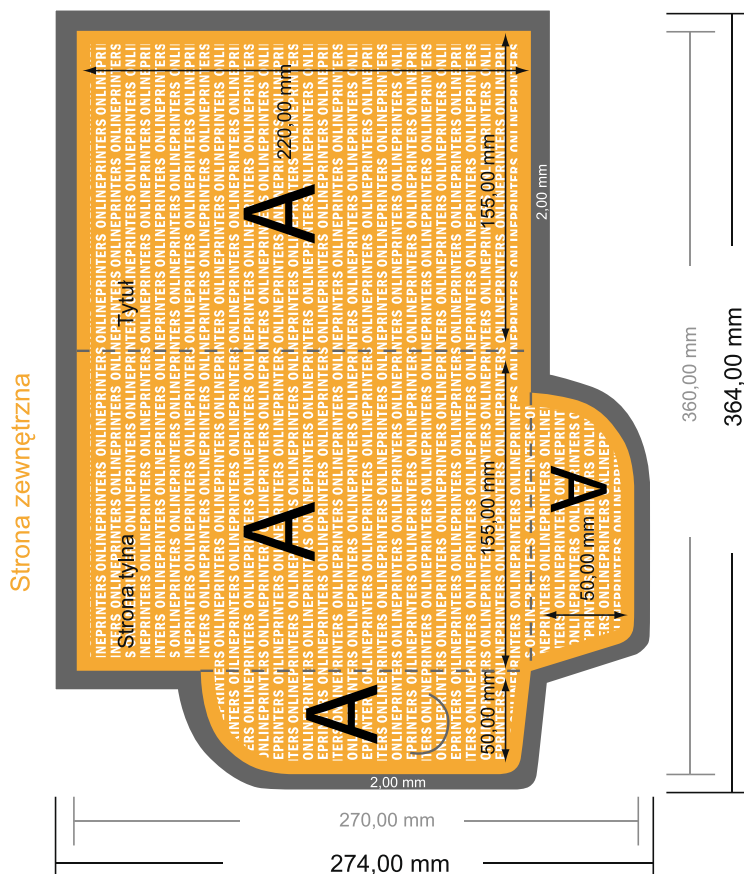 220,00 mm
155,00 mm
2,00 mm
A
Tytuł
360,00 mm
364,00 mm
Strona zewnętrzna
A
155,00 mm
A
50,00 mm
Strona tylna
A
50,00 mm
2,00 mm
270,00 mm
274,00 mm
ONLINEPRINTERS ONLINEPRINTERS ONLINEPRINTERS